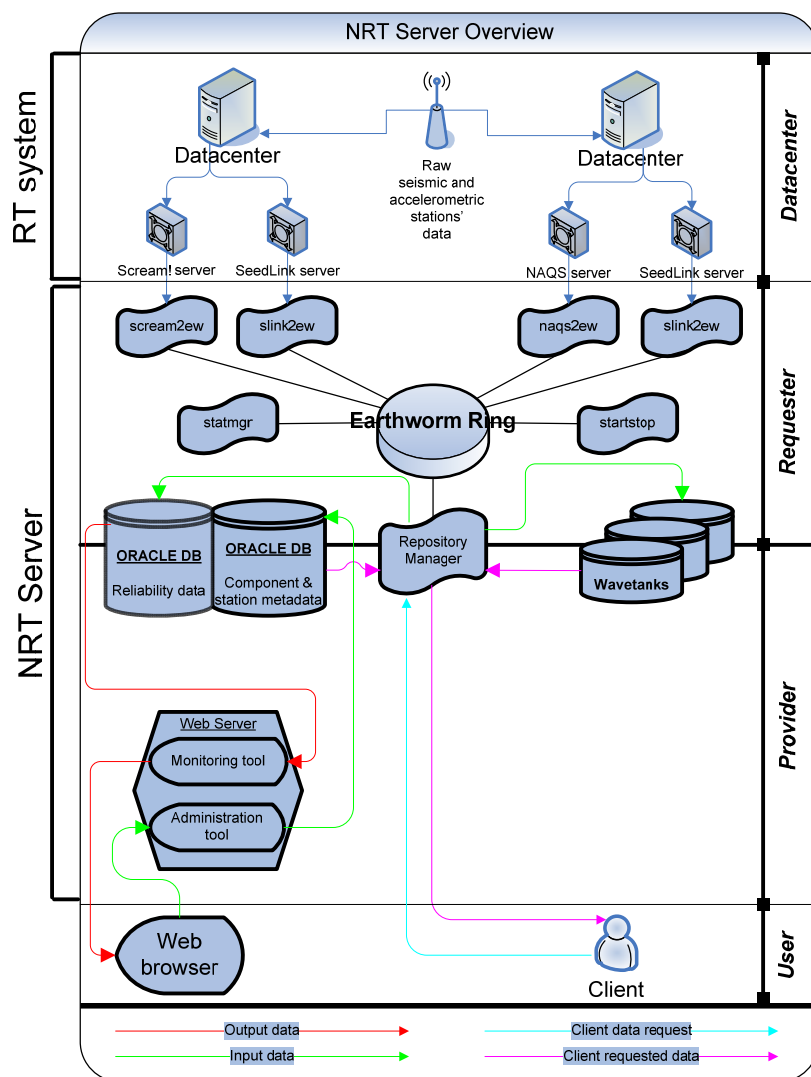 NRT Server Overview
RT system
Datacenter
Datacenter
Raw
seismic and
accelerometric
stations'
data
Datacenter
Scream! server
SeedLink server
NAQS server
SeedLink server
NRT Server
scream2ew
slink2ew
naqs2ew
slink2ew
Requester
statmgr
Earthworm Ring
startstop
ORACLE DB
Reliability data
ORACLE DB
Component &
station metadata
Repository
Manager
Wavetanks
Provider
Web Server
Monitoring tool
Administration
tool
Web
browser
Client
User
Output data
Client data request
Input data
Client requested data